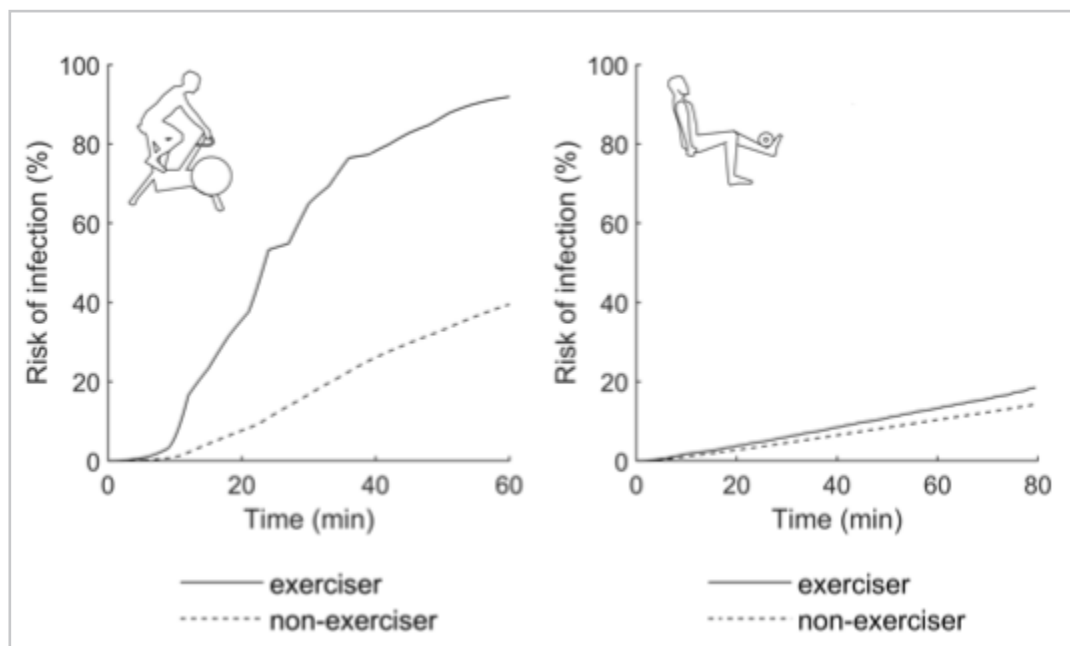 100
80
60
40
20
0
Risk of infection (%)
0 20 40 60
Time (min)
exerciser
non-exerciser
100
80
60
40
20
0
Risk of infection (%)
0 20 40 60 80
Time (min)
exerciser
non-exerciser